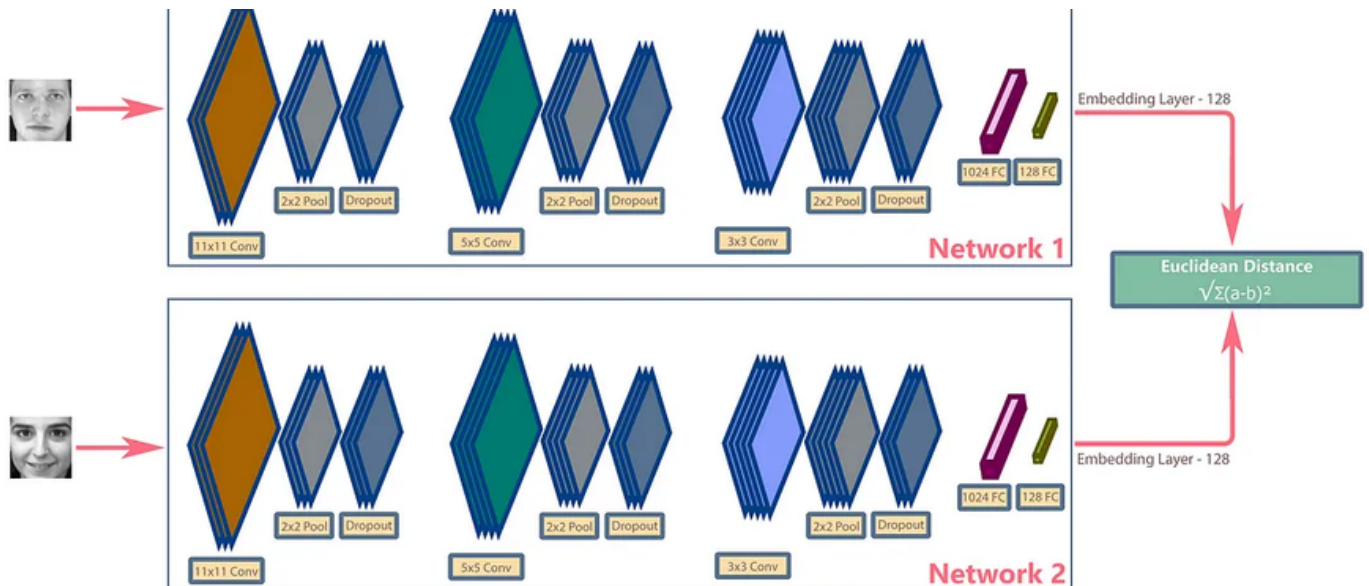 Embedding Layer - 128
1024 FC
128 FC
2x2 Pool
Dropout
2x2 Pool
Dropout
2x2 Pool
Dropout
11x11 Conv
5x5 Conv
3x3 Conv
Network 1
Euclidean Distance
√Σ(a-b)²
Embedding Layer - 128
1024 FC
128 FC
2x2 Pool
Dropout
2x2 Pool
Dropout
2x2 Pool
Dropout
11x11 Conv
5x5 Conv
3x3 Conv
Network 2